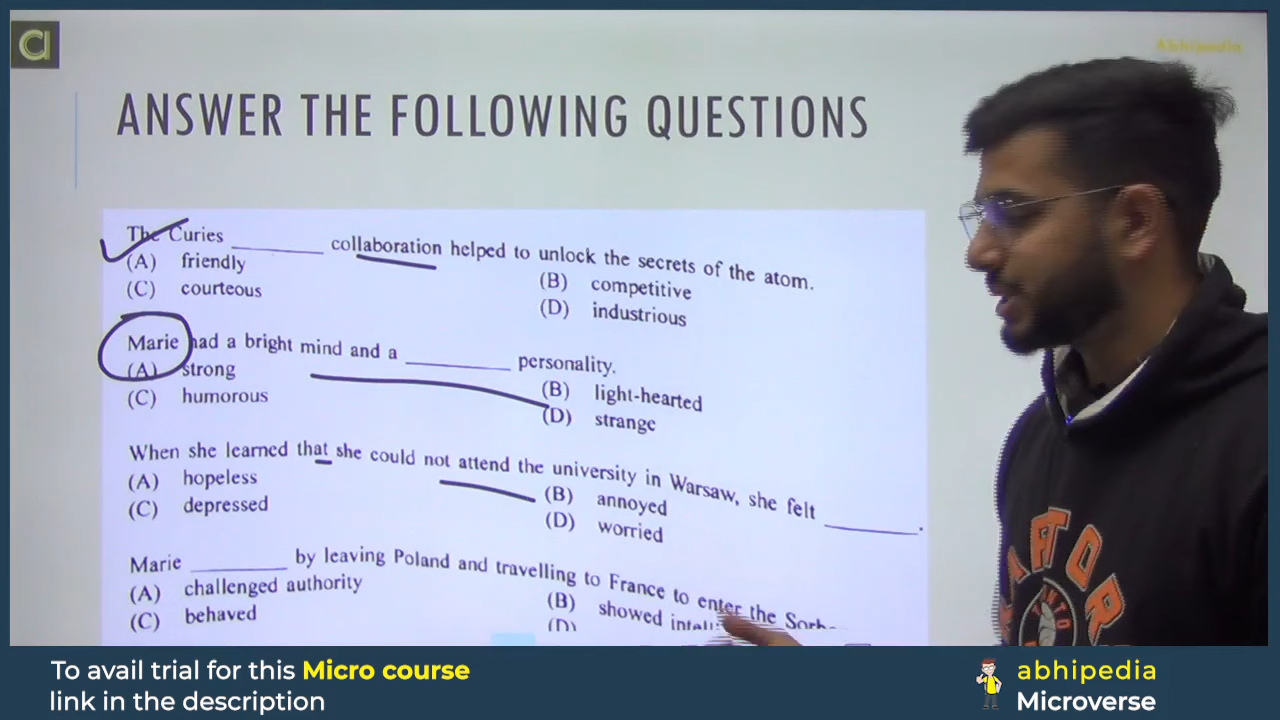 Abhipedia
ANSWER THE FOLLOWING QUESTIONS
The Curies ________ collaboration helped to unlock the secrets of the atom.
(A) friendly (B) competitive
(C) courteous (D) industrious
Marie had a bright mind and a ________ personality.
(A) strong (B) light-hearted
(C) humorous (D) strange
When she learned that she could not attend the university in Warsaw, she felt ________.
(A) hopeless (B) annoyed
(C) depressed (D) worried
Marie ________ by leaving Poland and travelling to France to enter the
(A) challenged authority (B) showed
(C) behaved (D)
To avail trial for this Micro course
link in the description
abhipedia
Microverse